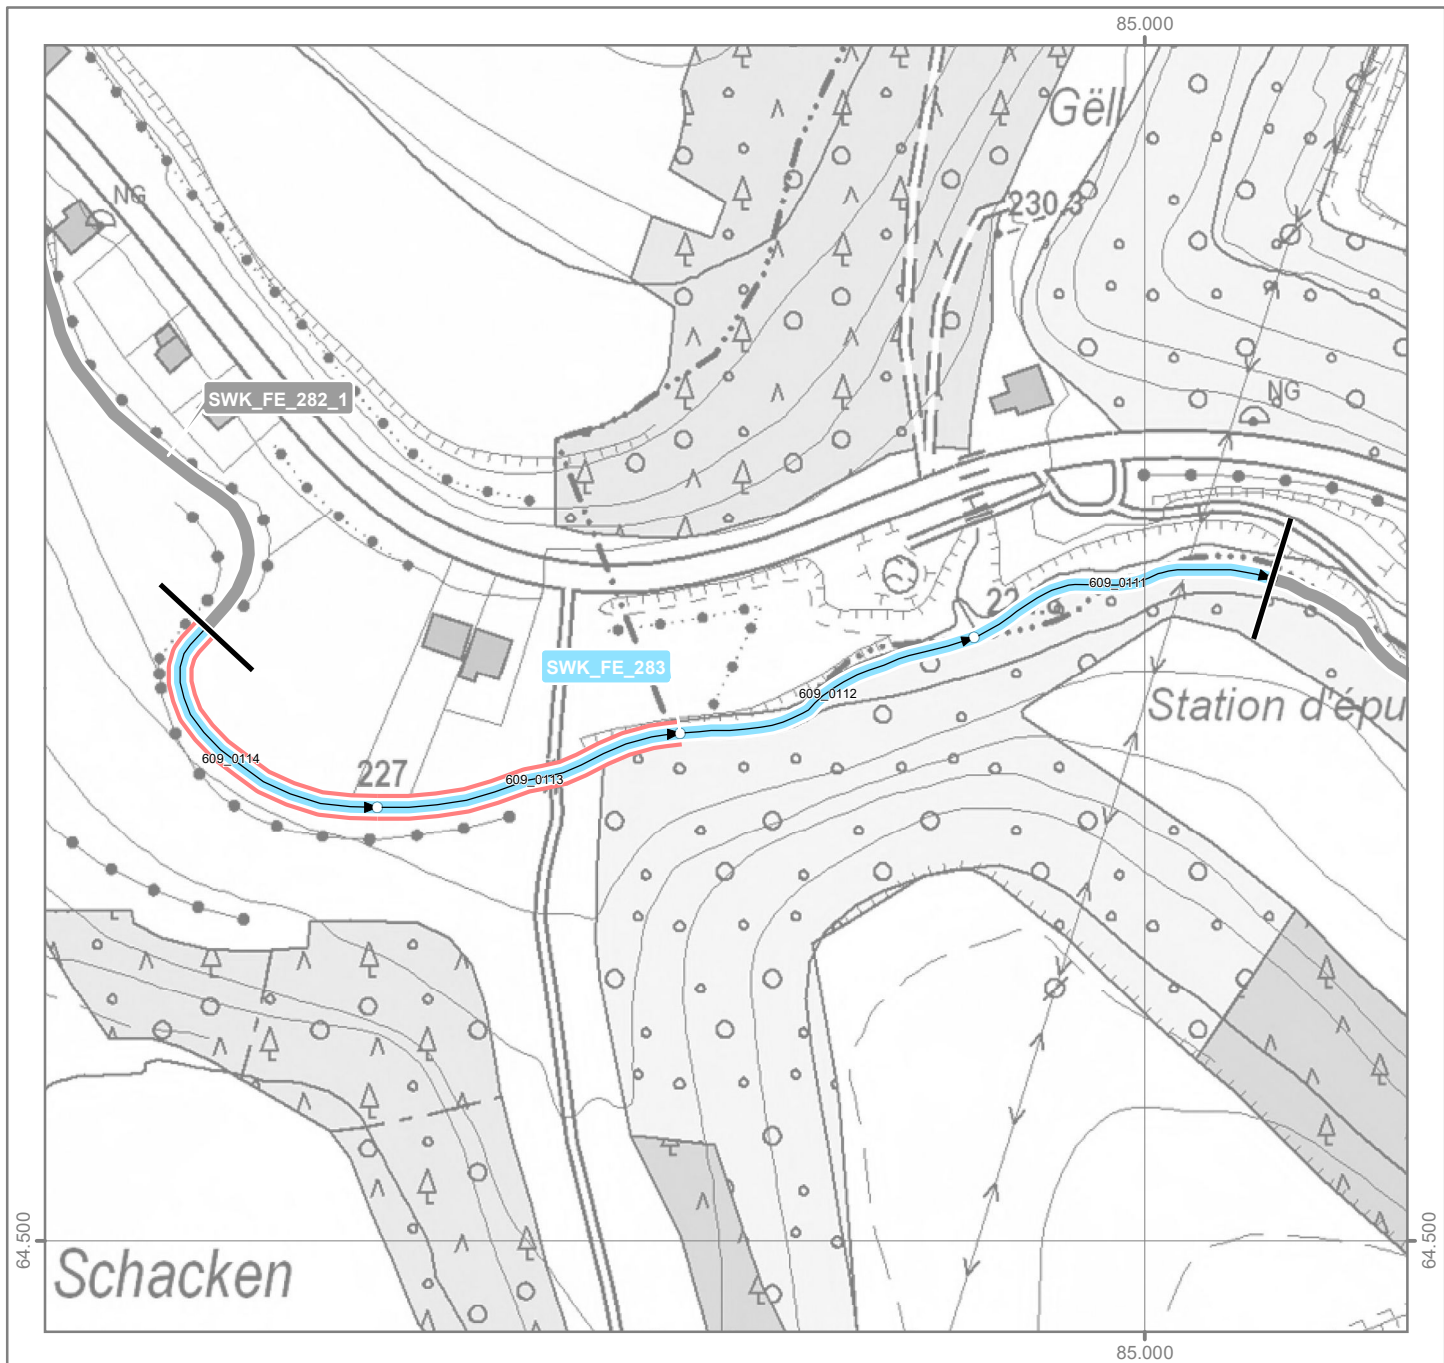 85.000
Gëll
NG
230.3
SWK_FE_282_1
NG
609_0111
SWK_FE_283
609_0112
Station d'épu
609_0114
227
609_0113
64.500
64.500
Schacken
85.000